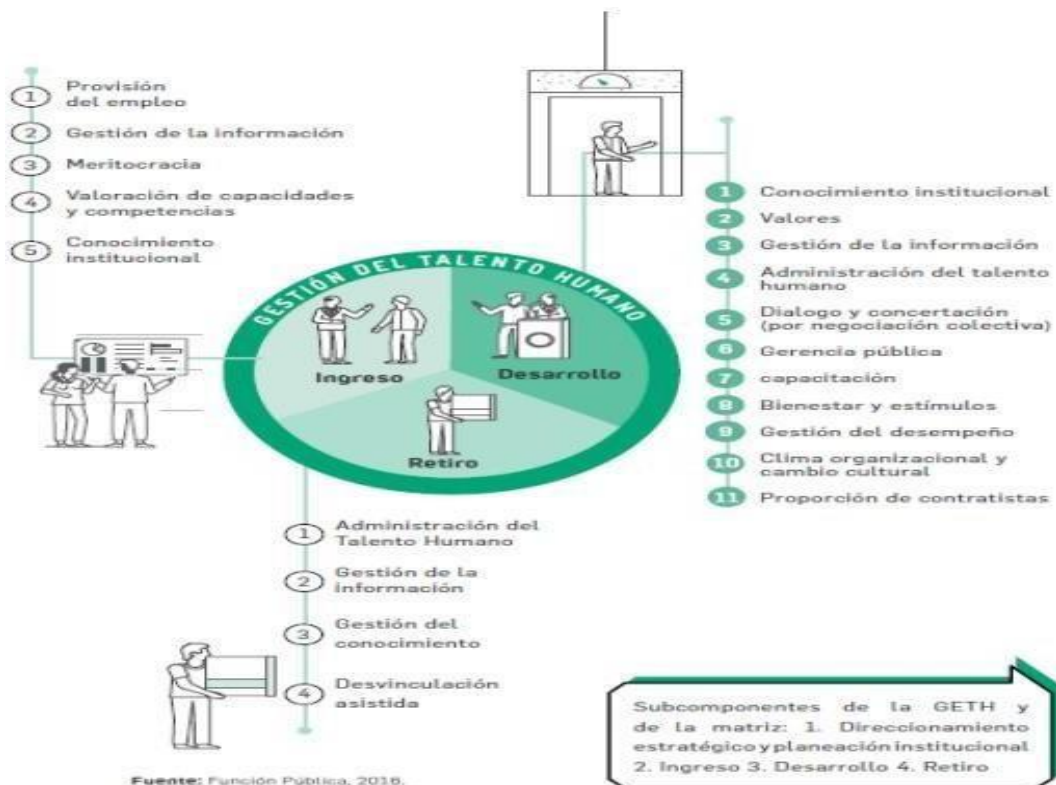 1 Provisión
del empleo
2 Gestión de la información
3 Meritocracia
4 Valoración de capacidades
y competencias
5 Conocimiento
institucional
GESTIÓN DEL TALENTO HUMANO
Ingreso
Desarrollo
Retiro
1 Conocimiento institucional
2 Valores
3 Gestión de la información
4 Administración del talento
humano
5 Dialogo y concertación
(por negociación colectiva)
6 Gerencia pública
7 capacitación
8 Bienestar y estímulos
9 Gestión del desempeño
10 Clima organizacional y
cambio cultural
11 Proporción de contratistas
1 Administración del
Talento Humano
2 Gestión de la
información
3 Gestión del
conocimiento
4 Desvinculación
asistida
Subcomponentes de la GETH y
de la matriz: 1. Direccionamiento
estratégico y planeación institucional
2. Ingreso 3. Desarrollo 4. Retiro
Fuente: Función Pública, 2016.